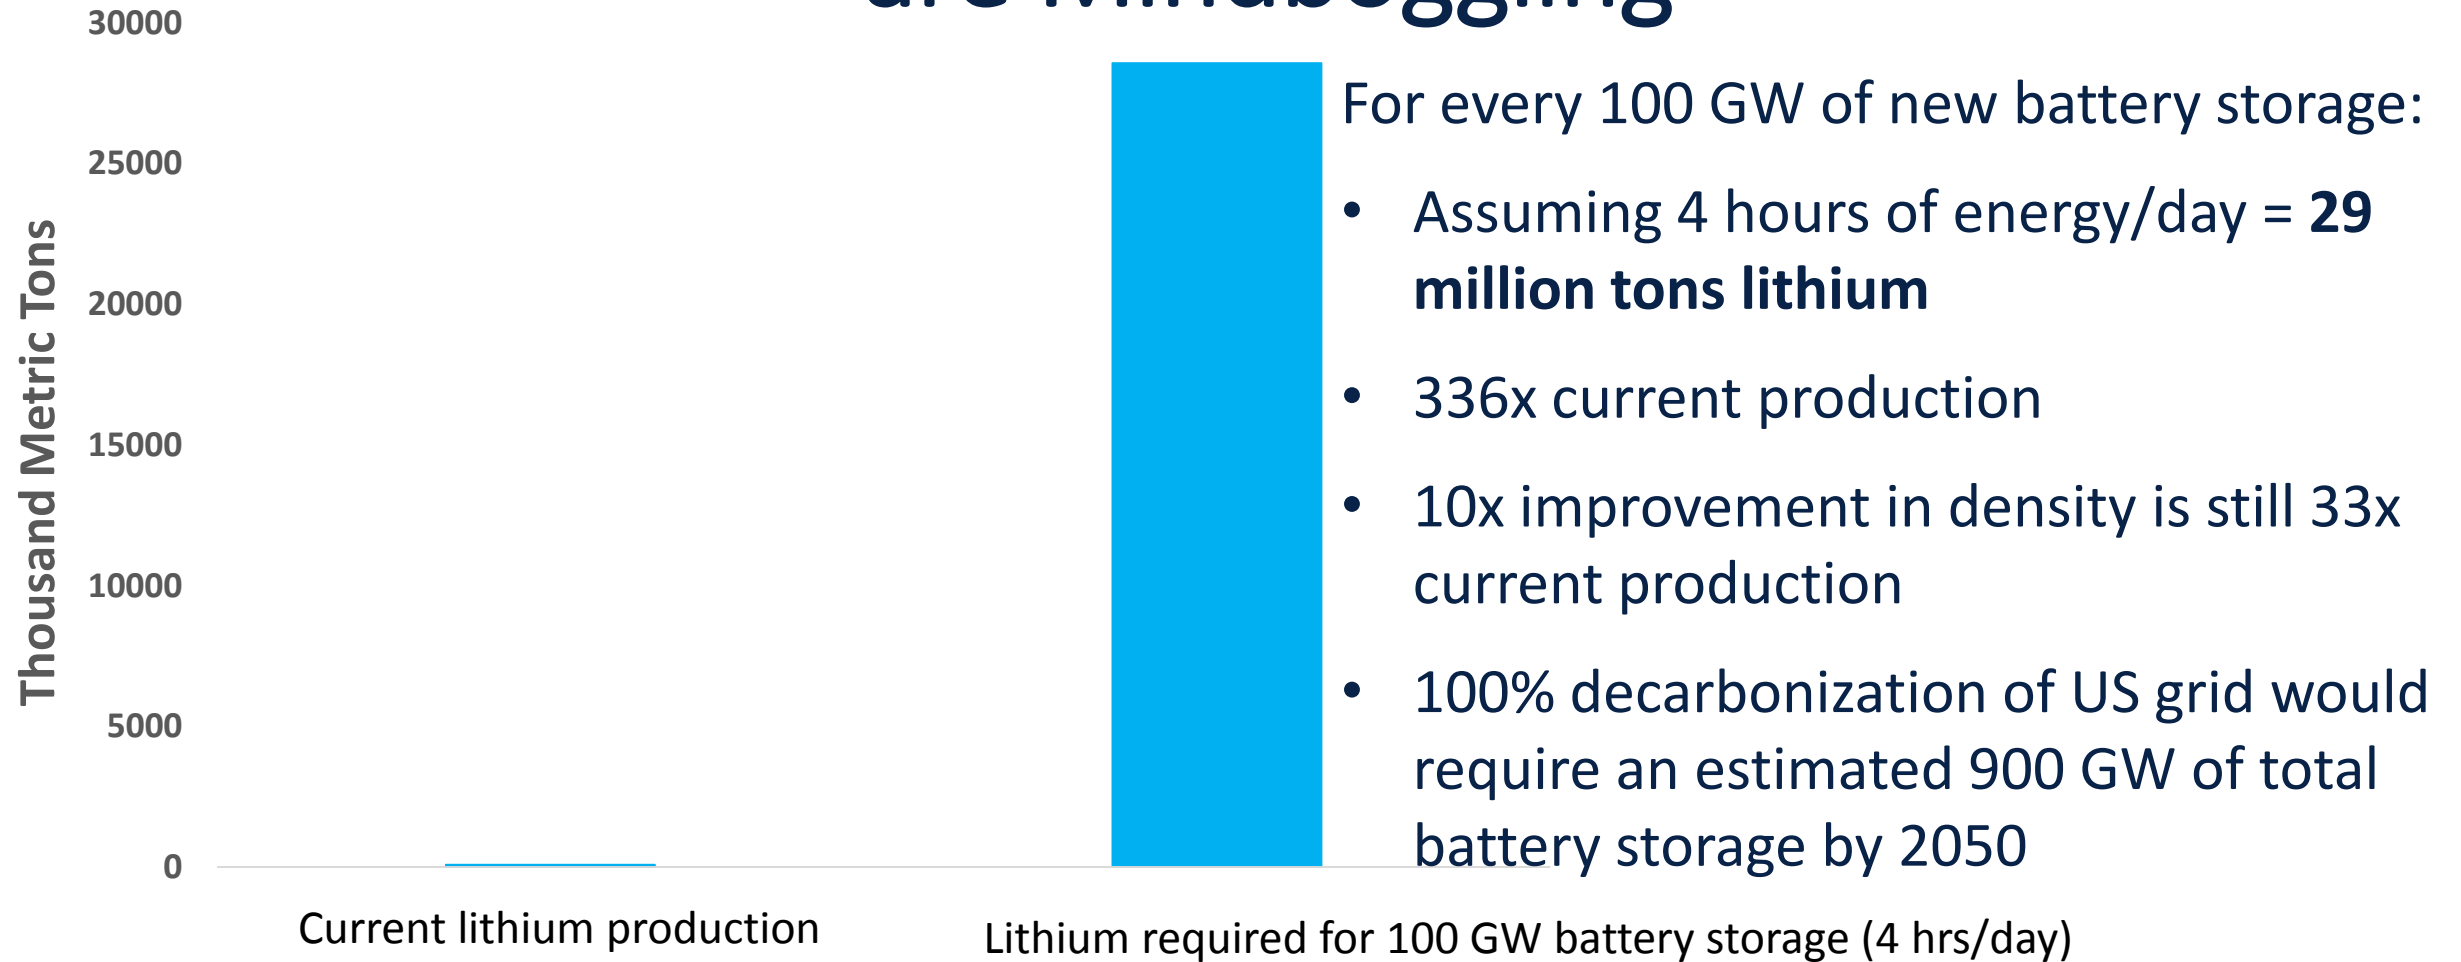 are Mindboggling
30000
25000
20000
15000
10000
5000
0
Thousand Metric Tons
Current lithium production
Lithium required for 100 GW battery storage (4 hrs/day)
For every 100 GW of new battery storage:
• Assuming 4 hours of energy/day = 29
million tons lithium
• 336x current production
• 10x improvement in density is still 33x
current production
• 100% decarbonization of US grid would
require an estimated 900 GW of total
battery storage by 2050